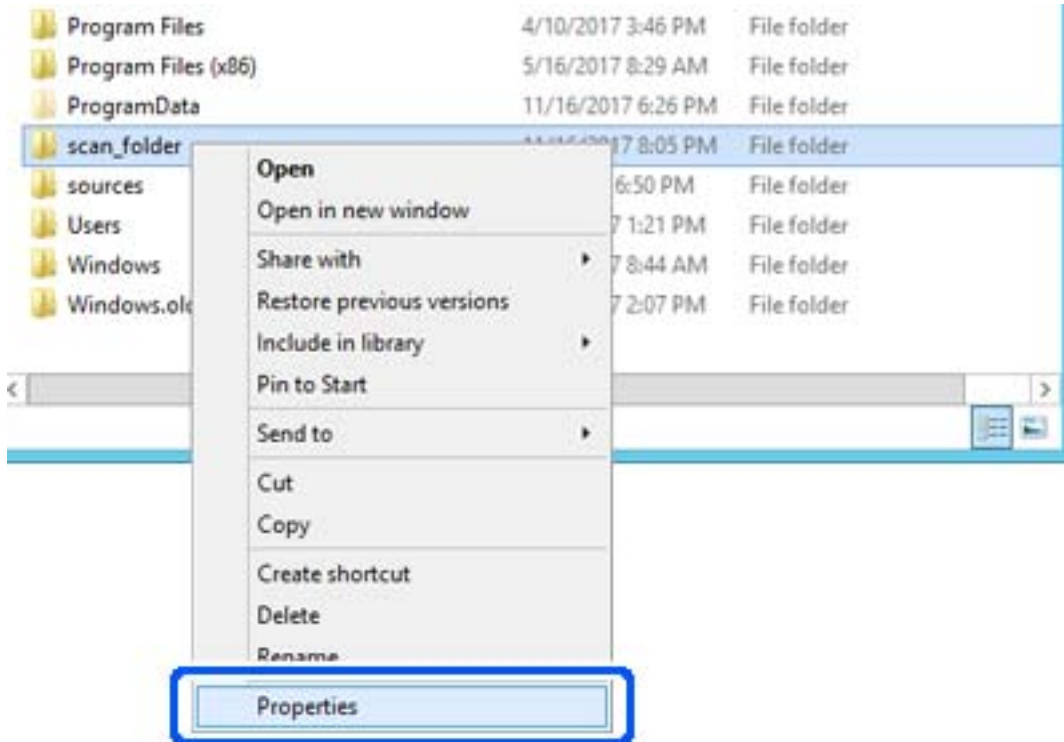 Program Files 4/10/2017 3:46 PM File folder
Program Files (x86) 5/16/2017 8:29 AM File folder
ProgramData 11/16/2017 6:26 PM File folder
scan_folder 17 8:05 PM File folder
Open
sources 6:50 PM File folder
Open in new window
Users 1:21 PM File folder
Share with
Windows 8:44 AM File folder
Restore previous versions
Windows.old 2:07 PM File folder
Include in library
Pin to Start
Send to
Cut
Copy
Create shortcut
Delete
Rename
Properties